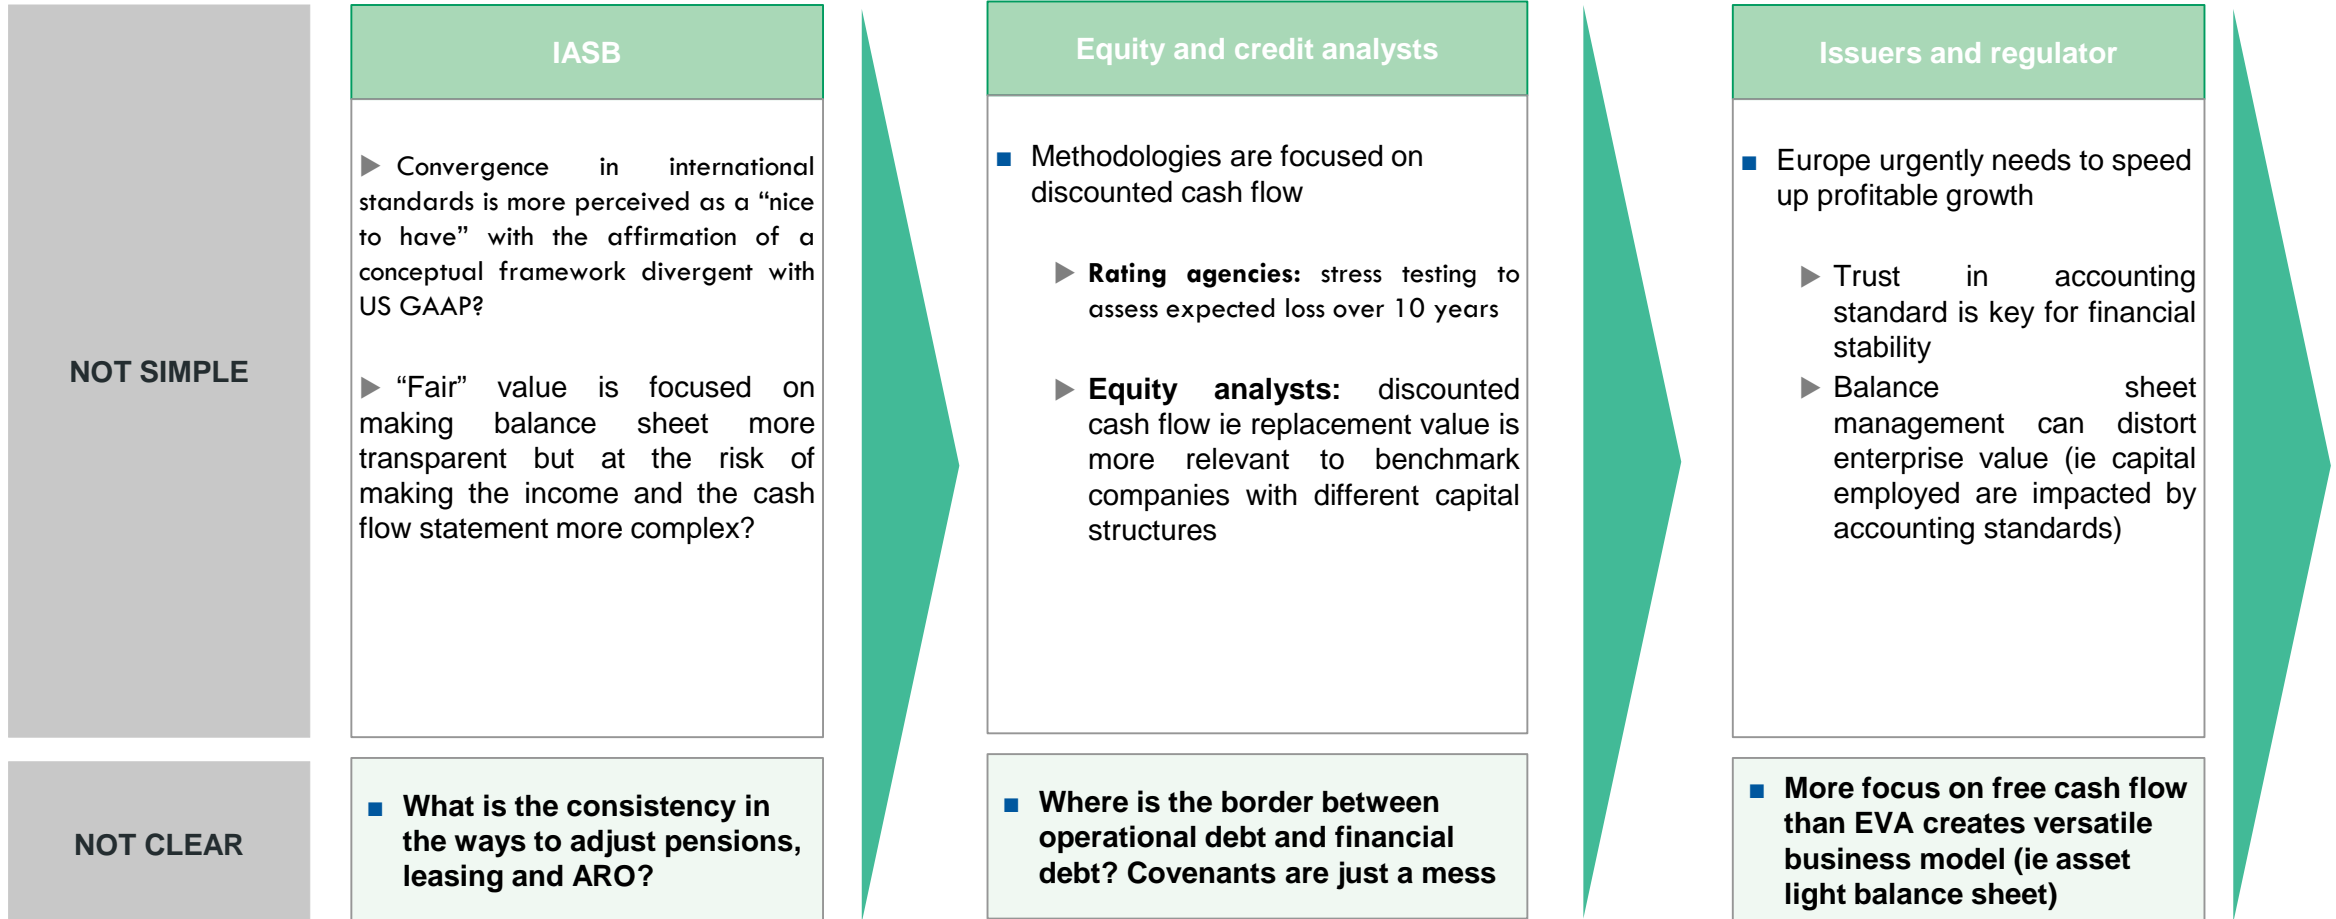 NOT SIMPLE
IASB
▶ Convergence in international
standards is more perceived as a “nice
to have” with the affirmation of a
conceptual framework divergent with
US GAAP?
▶ “Fair” value is focused on
making balance sheet more
transparent but at the risk of
making the income and the cash
flow statement more complex?
Equity and credit analysts
■ Methodologies are focused on
discounted cash flow
▶ Rating agencies: stress testing to
assess expected loss over 10 years
▶ Equity analysts: discounted
cash flow ie replacement value is
more relevant to benchmark
companies with different capital
structures
Issuers and regulator
■ Europe urgently needs to speed
up profitable growth
▶ Trust in accounting
standard is key for financial
stability
▶ Balance sheet
management can distort
enterprise value (ie capital
employed are impacted by
accounting standards)
NOT CLEAR
■ What is the consistency in
the ways to adjust pensions,
leasing and ARO?
■ Where is the border between
operational debt and financial
debt? Covenants are just a mess
■ More focus on free cash flow
than EVA creates versatile
business model (ie asset
light balance sheet)